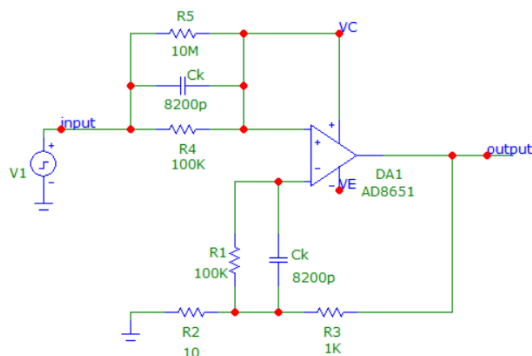 R5
10M
VC
Ck
8200p
input
R4
100K
V1
+
-
+
-
+
-
VE
DA1
AD8651
output
R1
100K
Ck
8200p
R2
10
R3
1K